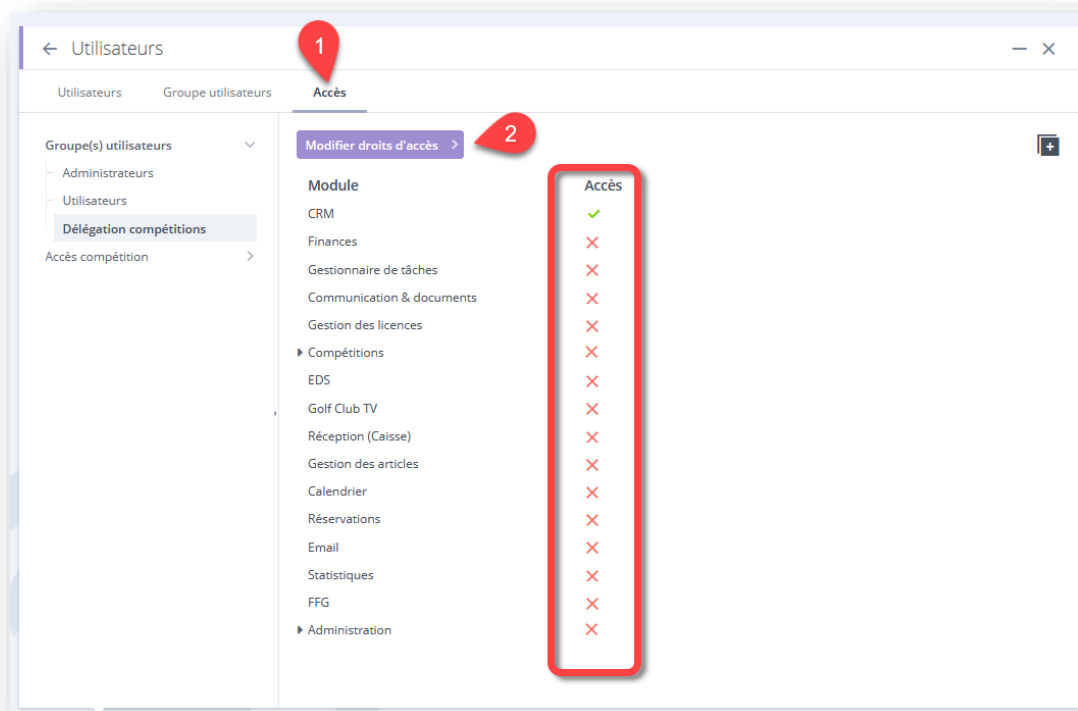 Utilisateurs
1
Utilisateurs Groupe utilisateurs Accès
Groupe(s) utilisateurs
Administrateurs
Utilisateurs
Délégation compétitions
Accès compétition
Modifier droits d'accès
2
Module Accès
CRM
Finances
Gestionnaire de tâches
Communication & documents
Gestion des licences
Compétitions
EDS
Golf Club TV
Réception (Caisse)
Gestion des articles
Calendrier
Réservations
Email
Statistiques
FFG
Administration